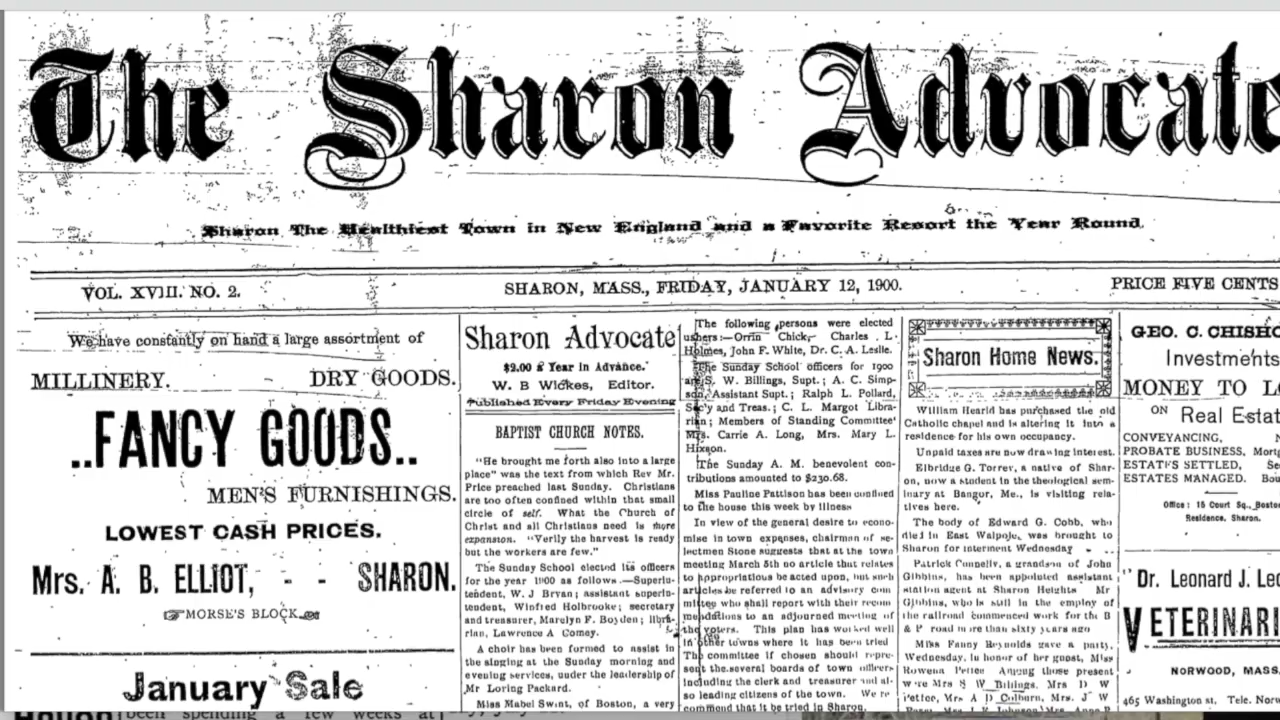 The Sharon Advocate
Sharon The Healthiest Town in New England and a Favorite Resort the Year Round.
VOL. XVIII. NO. 2.
SHARON, MASS., FRIDAY, JANUARY 12, 1900.
PRICE FIVE CENTS
We have constantly on hand a large assortment of
MILLINERY. DRY GOODS.
..FANCY GOODS..
MEN'S FURNISHINGS.
LOWEST CASH PRICES.
Mrs. A. B. ELLIOT, - - SHARON.
MORSE'S BLOCK.
January Sale
Sharon Advocate
$2.00 a Year in Advance.
W. B Wickes, Editor.
Published Every Friday Evening
BAPTIST CHURCH NOTES.
"He brought me forth also into a large
place" was the text from which Rev Mr.
Price preached last Sunday. Christians
are too often confined within that small
circle of self. What the Church of
Christ and all Christians need is more
expansion. "Verily the harvest is ready
but the workers are few."
The Sunday School elected its officers
for the year 1900 as follows.—Superin-
tendent, W. J Bryan; assistant superin-
tendent, Winfred Holbrooke; secretary
and treasurer, Marelyn F. Boyden; libra-
rian, Lawrence A Comey.
A choir has been formed to assist in
the singing at the Sunday morning and
evening services, under the leadership of
Mr Loring Packard.
Miss Mabel Swint, of Boston, a very
The following persons were elected
ushers:—Orrin Chick, Charles L
Holmes, John F. White, Dr. C. A. Leslie.
The Sunday School officers for 1900
are S. W. Billings, Supt.; A. C. Simp-
son, Assistant Supt.; Ralph L. Pollard,
Sec'y and Treas.; C. L. Margot Libra-
rian; Members of Standing Committee
Mrs. Carrie A. Long, Mrs. Mary L.
Hixson.
The Sunday A. M. benevolent con-
tributions amounted to $230.68.
Miss Pauline Pattison has been confined
to the house this week by illness
In view of the general desire to econo-
mise in town expenses, chairman of se-
lectmen Stone suggests that at the town
meeting March 5th no article that relates
to appropriations be acted upon, but such
articles be referred to an advisory com
mittee who shall report with their recom
mendations to an adjourned meeting of
the voters. This plan has worked well
in other towns where it has been tried
The committee if chosen should repre-
sent the several boards of town officers
including the clerk and treasurer and al-
so leading citizens of the town. We re
commend that it be tried in Sharon.
Sharon Home News.
William Heard has purchased the old
Catholic chapel and is altering it into a
residence for his own occupancy.
Unpaid taxes are now drawing interest.
Elbridge G. Torrey, a native of Shar-
on, now a student in the theological sem-
inary at Bangor, Me., is visiting rela-
tives here.
The body of Edward G. Cobb, who
died in East Walpole, was brought to
Sharon for interment Wednesday
Patrick Connelly, a grandson of John
Gibbins, has been appointed assistant
station agent at Sharon Heights Mr
Gibbins, who is still in the employ of
the railroad commenced work for the B
& P road more than sixty years ago
Miss Fanny Reynolds gave a party,
Wednesday, in honor of her guest, Miss
Rowena Pettee Among those present
were Mrs S W Billings, Mrs D W
Pettee, Mrs A D Colburn, Mrs. J W
GEO. C. CHISHO
Investments
MONEY TO L
ON Real Estat
CONVEYANCING,
PROBATE BUSINESS,
ESTATES SETTLED,
ESTATES MANAGED.
Office: 15 Court Sq., Boston
Residence, Sharon.
Dr. Leonard J. Leo
VETERINARI
NORWOOD, MASS.
465 Washington st, Tele. Nor
been spending a few weeks at